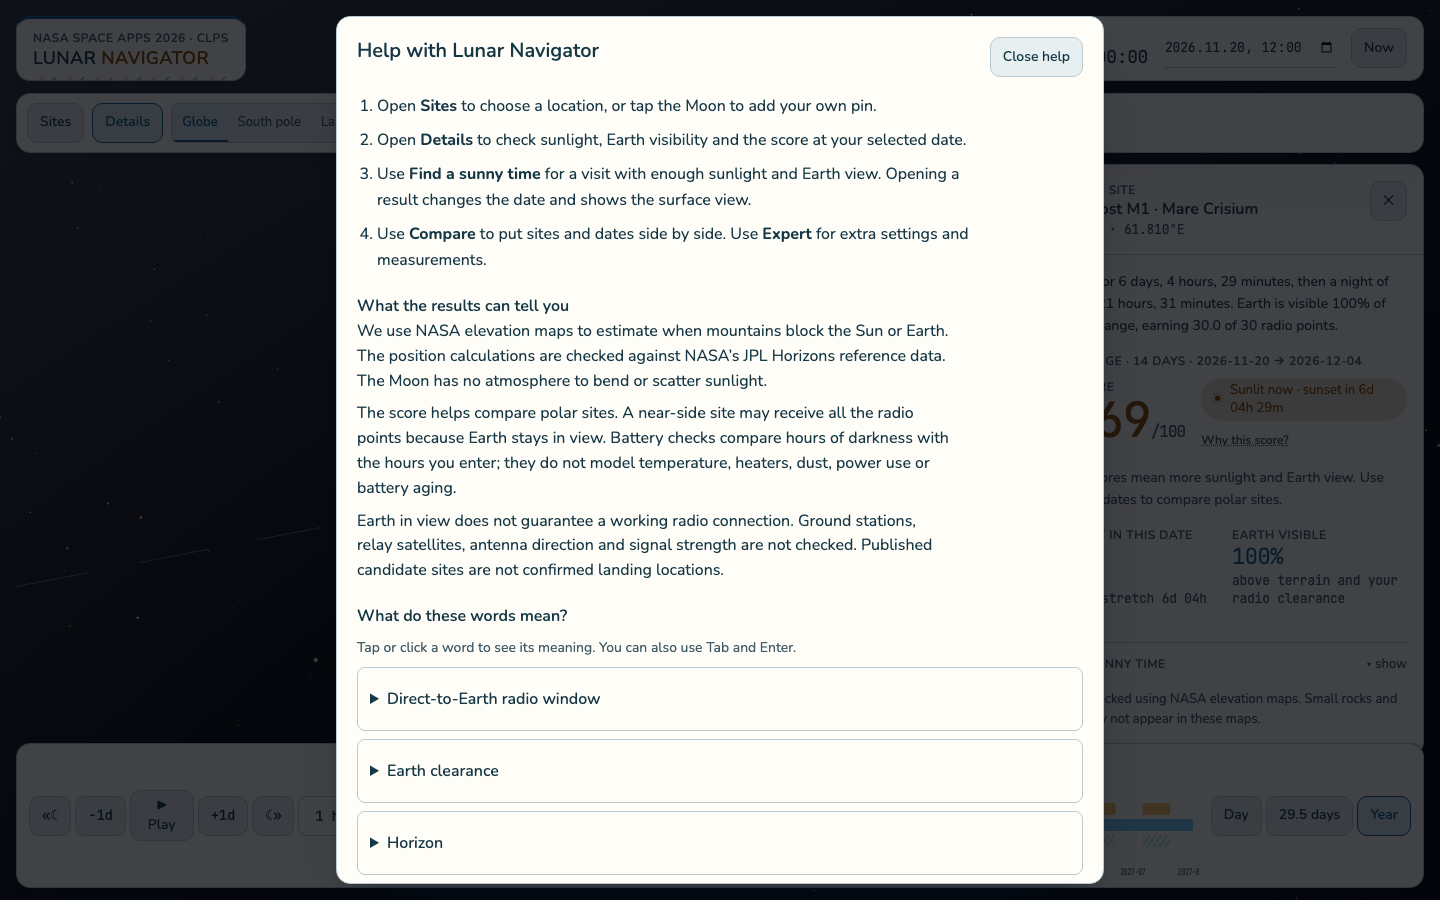 NASA SPACE APPS 2026 · CLPS
LUNAR NAVIGATOR
2026.11.20, 12:00
Now
Sites
Details
Globe
South pole
Help with Lunar Navigator
Close help
1. Open Sites to choose a location, or tap the Moon to add your own pin.
2. Open Details to check sunlight, Earth visibility and the score at your selected date.
3. Use Find a sunny time for a visit with enough sunlight and Earth view. Opening a
result changes the date and shows the surface view.
4. Use Compare to put sites and dates side by side. Use Expert for extra settings and
measurements.
What the results can tell you
We use NASA elevation maps to estimate when mountains block the Sun or Earth.
The position calculations are checked against NASA’s JPL Horizons reference data.
The Moon has no atmosphere to bend or scatter sunlight.
The score helps compare polar sites. A near-side site may receive all the radio
points because Earth stays in view. Battery checks compare hours of darkness with
the hours you enter; they do not model temperature, heaters, dust, power use or
battery aging.
Earth in view does not guarantee a working radio connection. Ground stations,
relay satellites, antenna direction and signal strength are not checked. Published
candidate sites are not confirmed landing locations.
What do these words mean?
Tap or click a word to see its meaning. You can also use Tab and Enter.
▶ Direct-to-Earth radio window
▶ Earth clearance
▶ Horizon
SITE
M1 · Mare Crisium
· 61.810°E
✕
or 6 days, 4 hours, 29 minutes, then a night of
hours, 31 minutes. Earth is visible 100% of
earning 30.0 of 30 radio points.
· 14 DAYS · 2026-11-20 → 2026-12-04
69/100
Sunlit now · sunset in 6d
04h 29m
Why this score?
mean more sunlight and Earth view. Use
to compare polar sites.
IN THIS DATE
stretch 6d 04h
EARTH VISIBLE
100%
above terrain and your
radio clearance
TIME
▾ show
using NASA elevation maps. Small rocks and
not appear in these maps.
«☾
-1d
▶
Play
+1d
☾»
1
2027-07
Day
29.5 days
Year